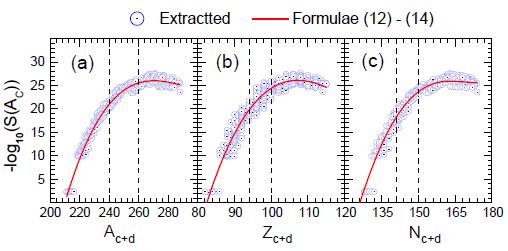 Extractted Formulae (12) - (14)
(a) (b) (c)
-log10(S(AC))
30
25
20
15
10
5
200 220 240 260 280 80 90 100 110 120 135 150 165 180
Ac+d Zc+d Nc+d